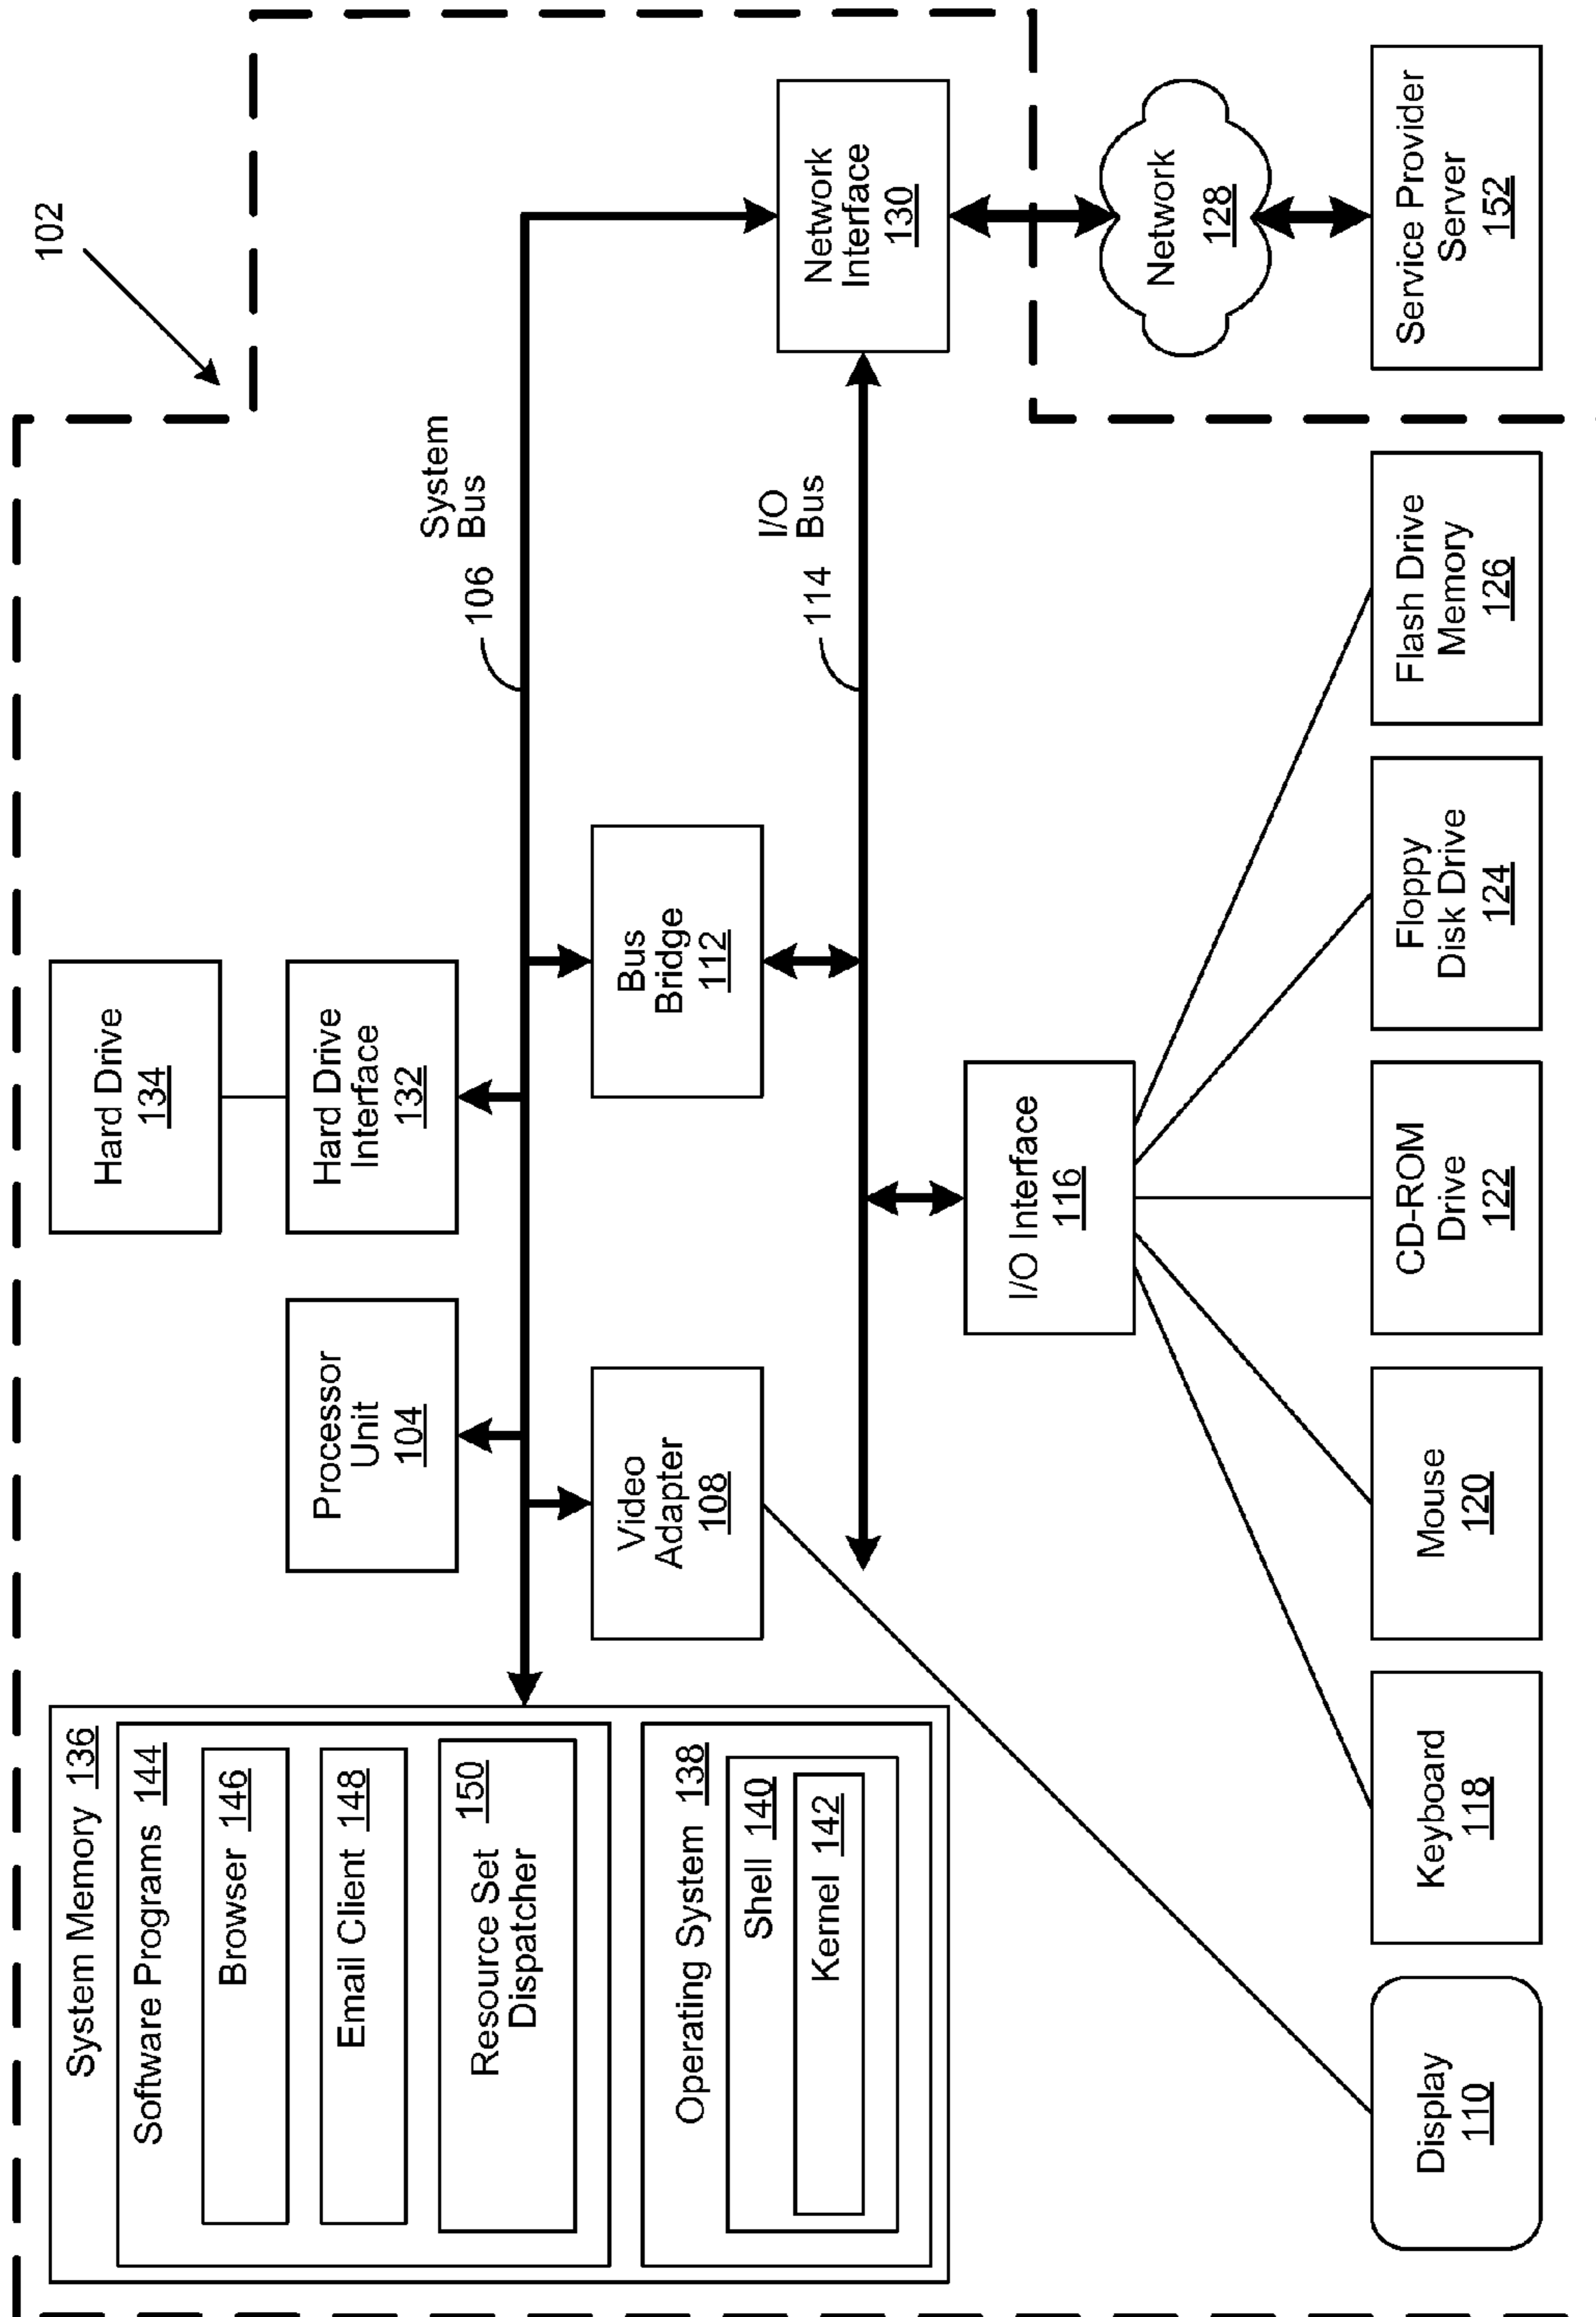 102
System Memory 136
Software Programs 144
Browser 146
Email Client 148
Resource Set 150
Dispatcher
Operating System 138
Shell 140
Kernel 142
Hard Drive
134
Processor
Unit
104
Hard Drive
Interface
132
System
Bus
106
Video
Adapter
108
Bus
Bridge
112
Network
Interface
130
I/O
Bus
114
I/O Interface
116
Network
128
Display
110
Keyboard
118
Mouse
120
CD-ROM
Drive
122
Floppy
Disk Drive
124
Flash Drive
Memory
126
Service Provider
Server
152